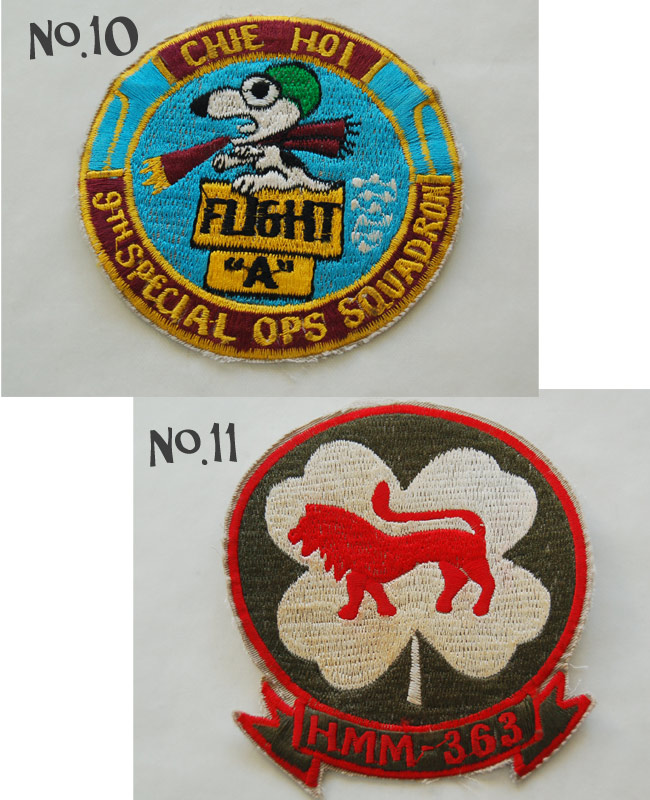 No.10
CHIE HOI
FLIGHT
"A"
9TH SPECIAL OPS SQUADRON
No.11
HMM-363